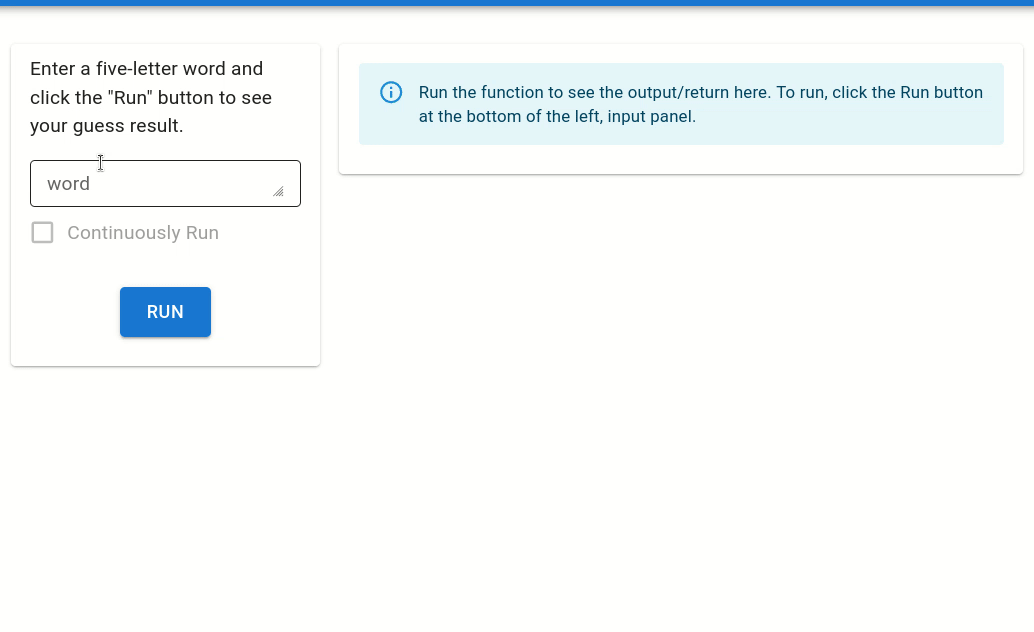 Enter a five-letter word and
click the "Run" button to see
your guess result.
word
Continuously Run
RUN
Run the function to see the output/return here. To run, click the Run button
at the bottom of the left, input panel.